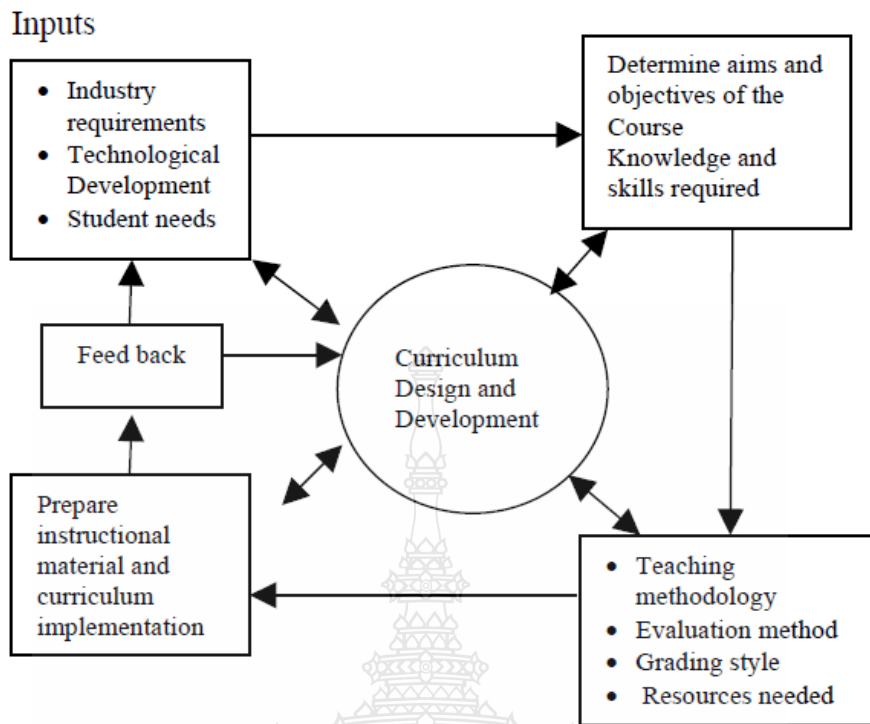 Inputs
• Industry
requirements
• Technological
Development
• Student needs
Determine aims and
objectives of the
Course
Knowledge and
skills required
Feed back
Curriculum
Design and
Development
Prepare
instructional
material and
curriculum
implementation
• Teaching
methodology
• Evaluation method
• Grading style
• Resources needed